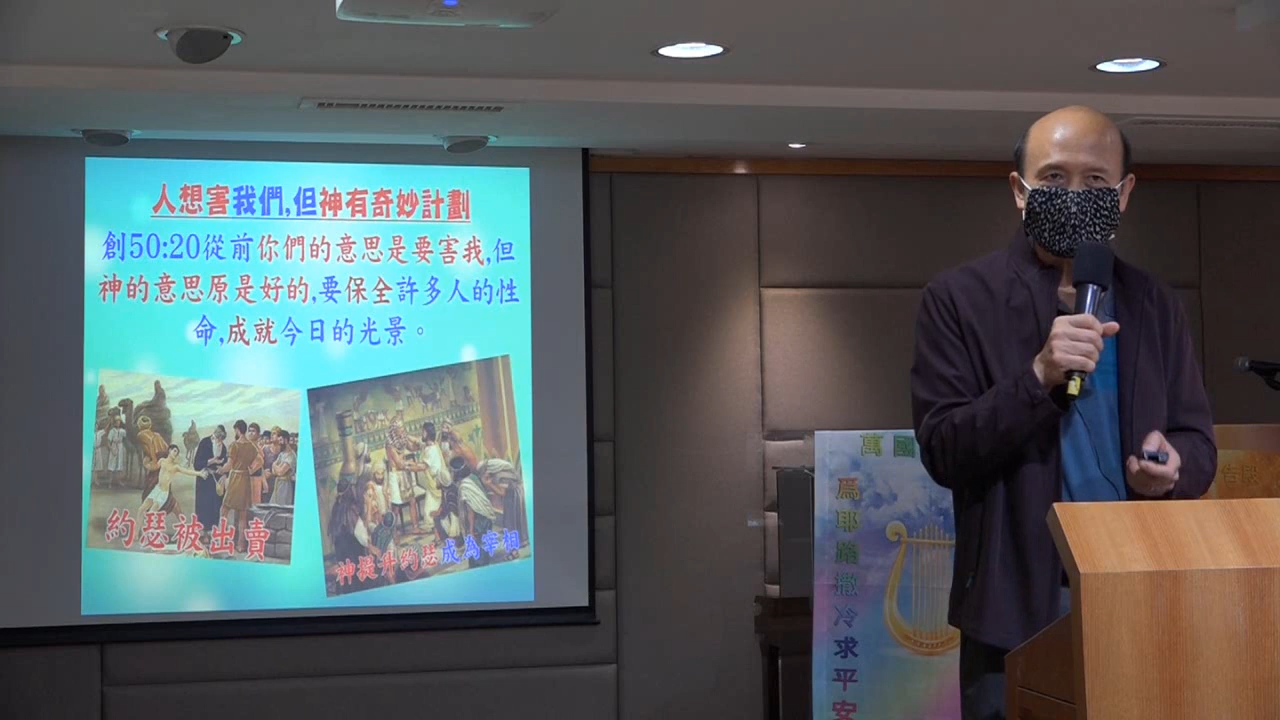 人想害我們,但神有奇妙計劃
創50:20從前你們的意思是要害我,但
神的意思原是好的,要保全許多人的性
命,成就今日的光景。
約瑟被出賣
神擬升約瑟成為宰相
萬國
為耶路撒冷求平安